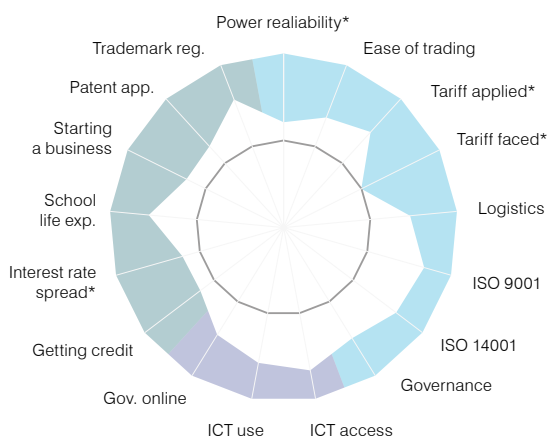 Power realiability*
Ease of trading
Tariff applied*
Tariff faced*
Logistics
ISO 9001
ISO 14001
Governance
ICT access
ICT use
Gov. online
Getting credit
Interest rate
spread*
School
life exp.
Starting
a business
Patent app.
Trademark reg.